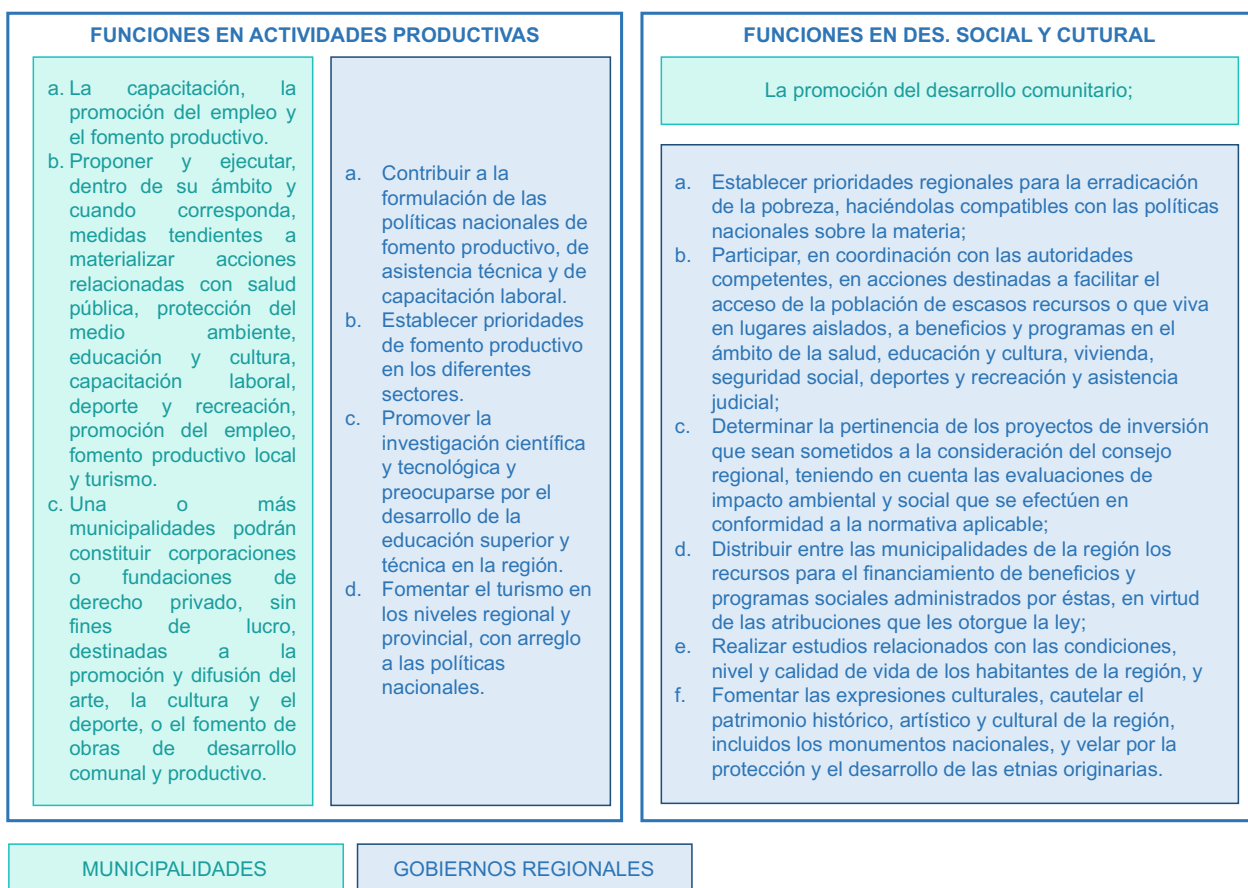 FUNCIONES EN ACTIVIDADES PRODUCTIVAS
a. La capacitación, la
promoción del empleo y
el fomento productivo.
b. Proponer y ejecutar,
dentro de su ámbito y
cuando corresponda,
medidas tendientes a
materializar acciones
relacionadas con salud
pública, protección del
medio ambiente,
educación y cultura,
capacitación laboral,
deporte y recreación,
promoción del empleo,
fomento productivo local
y turismo.
c. Una o más
municipalidades podrán
constituir corporaciones
o fundaciones de
derecho privado, sin
fines de lucro,
destinadas a la
promoción y difusión del
arte, la cultura y el
deporte, o el fomento de
obras de desarrollo
comunal y productivo.
a. Contribuir a la
formulación de las
políticas nacionales de
fomento productivo, de
asistencia técnica y de
capacitación laboral.
b. Establecer prioridades
de fomento productivo
en los diferentes
sectores.
c. Promover la
investigación científica
y tecnológica y
preocuparse por el
desarrollo de la
educación superior y
técnica en la región.
d. Fomentar el turismo en
los niveles regional y
provincial, con arreglo
a las políticas
nacionales.
FUNCIONES EN DES. SOCIAL Y CUTURAL
La promoción del desarrollo comunitario;
a. Establecer prioridades regionales para la erradicación
de la pobreza, haciéndolas compatibles con las políticas
nacionales sobre la materia;
b. Participar, en coordinación con las autoridades
competentes, en acciones destinadas a facilitar el
acceso de la población de escasos recursos o que viva
en lugares aislados, a beneficios y programas en el
ámbito de la salud, educación y cultura, vivienda,
seguridad social, deportes y recreación y asistencia
judicial;
c. Determinar la pertinencia de los proyectos de inversión
que sean sometidos a la consideración del consejo
regional, teniendo en cuenta las evaluaciones de
impacto ambiental y social que se efectúen en
conformidad a la normativa aplicable;
d. Distribuir entre las municipalidades de la región los
recursos para el financiamiento de beneficios y
programas sociales administrados por éstas, en virtud
de las atribuciones que les otorgue la ley;
e. Realizar estudios relacionados con las condiciones,
nivel y calidad de vida de los habitantes de la región, y
f. Fomentar las expresiones culturales, cautelar el
patrimonio histórico, artístico y cultural de la región,
incluidos los monumentos nacionales, y velar por la
protección y el desarrollo de las etnias originarias.
MUNICIPALIDADES
GOBIERNOS REGIONALES